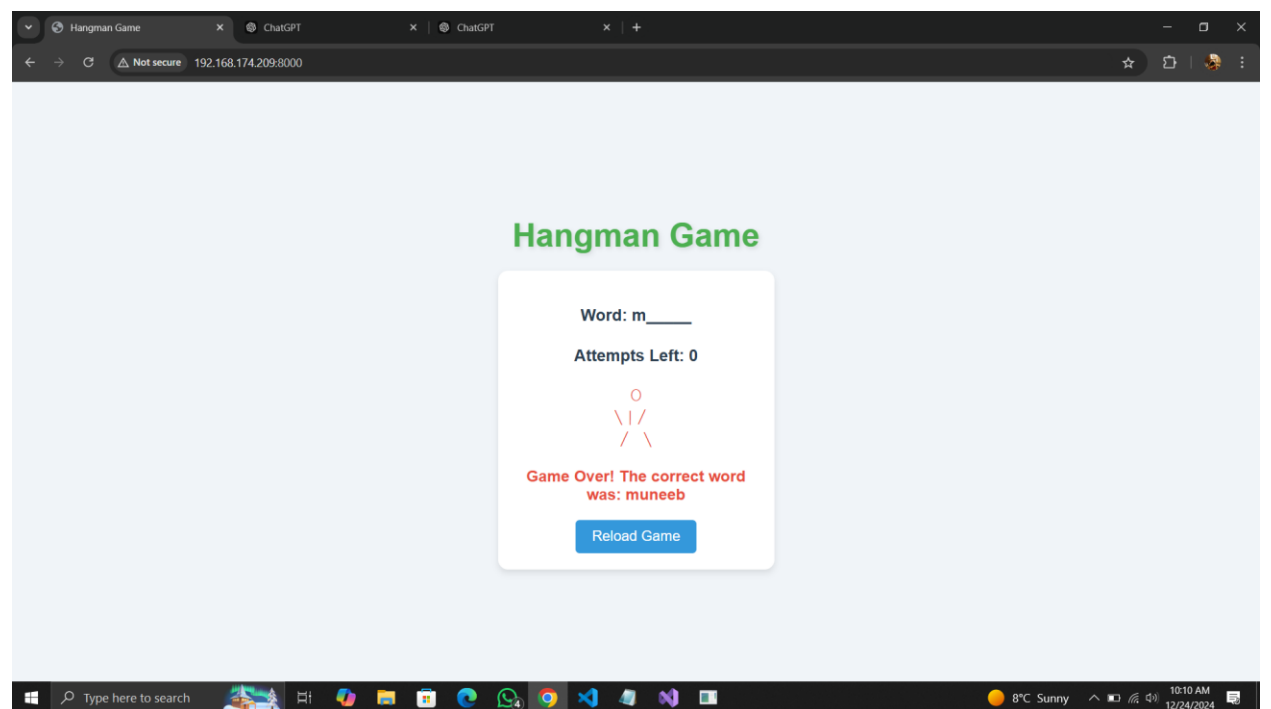 Hangman Game
ChatGPT
ChatGPT
Not secure 192.168.174.209:8000
Hangman Game
Word: m_____
Attempts Left: 0
O
\ | /
/ \
Game Over! The correct word
was: muneeb
Reload Game
Type here to search
4
8°C Sunny
10:10 AM
12/24/2024